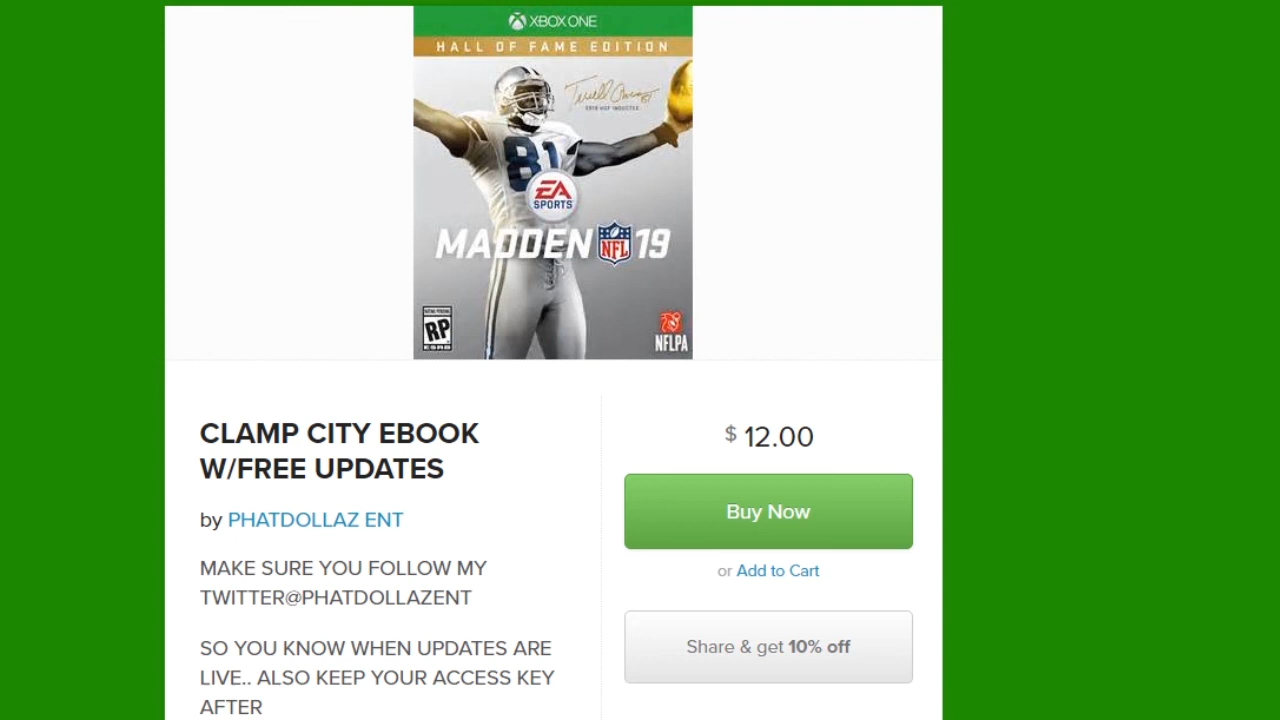 XBOX ONE
HALL OF FAME EDITION
81
EA
SPORTS
MADDEN NFL 19
RP
ESRB
NFLPA
CLAMP CITY EBOOK
W/FREE UPDATES
by PHATDOLLAZ ENT
MAKE SURE YOU FOLLOW MY
TWITTER@PHATDOLLAZENT
SO YOU KNOW WHEN UPDATES ARE
LIVE.. ALSO KEEP YOUR ACCESS KEY
AFTER
$ 12.00
Buy Now
or Add to Cart
Share & get 10% off